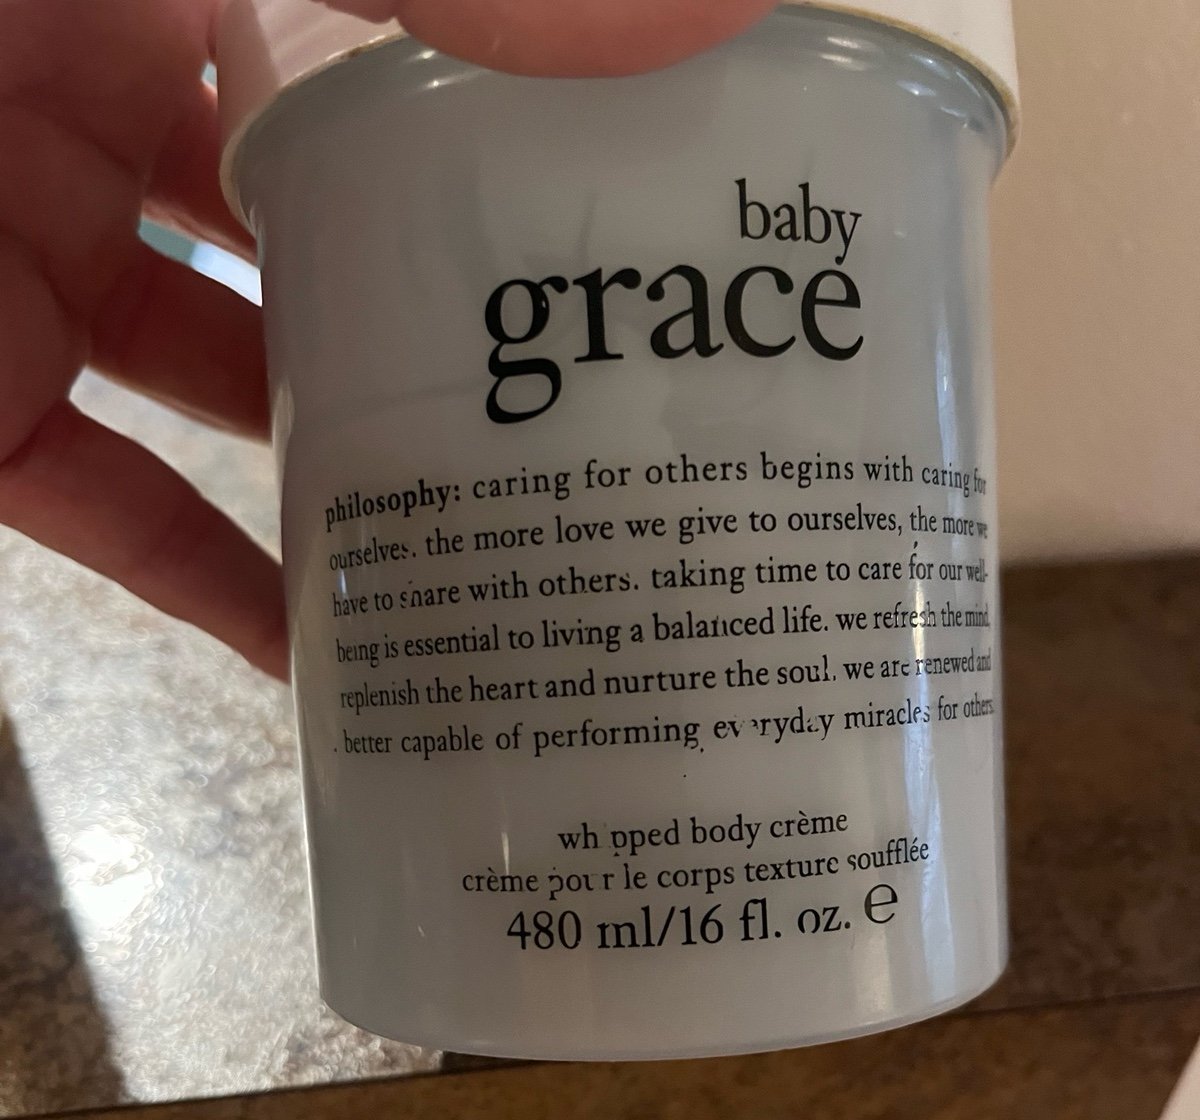 baby
grace
philosophy: caring for others begins with caring for
ourselves. the more love we give to ourselves, the more we
have to share with others. taking time to care for our well-
being is essential to living a balanced life. we refresh the mind,
replenish the heart and nurture the soul. we are renewed and
better capable of performing everyday miracles for others.
whipped body crème
crème pour le corps texture soufflée
480 ml/16 fl. oz. ℮